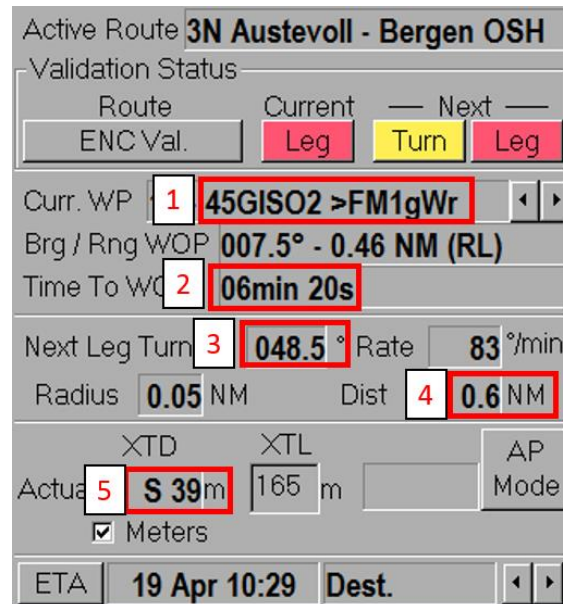 Active Route 3N Austevoll - Bergen OSH
Validation Status
Route Current Next
ENC Val. Leg Turn Leg
Curr. WP 1 45GISO2 >FM1gWr
Brg / Rng WOP 007.5° - 0.46 NM (RL)
Time To WO 2 06min 20s
Next Leg Turn 3 048.5 ° Rate 83 °/min
Radius 0.05 NM Dist 4 0.6 NM
XTD XTL AP
Actua 5 S 39 m 165 m Mode
Meters
ETA 19 Apr 10:29 Dest.